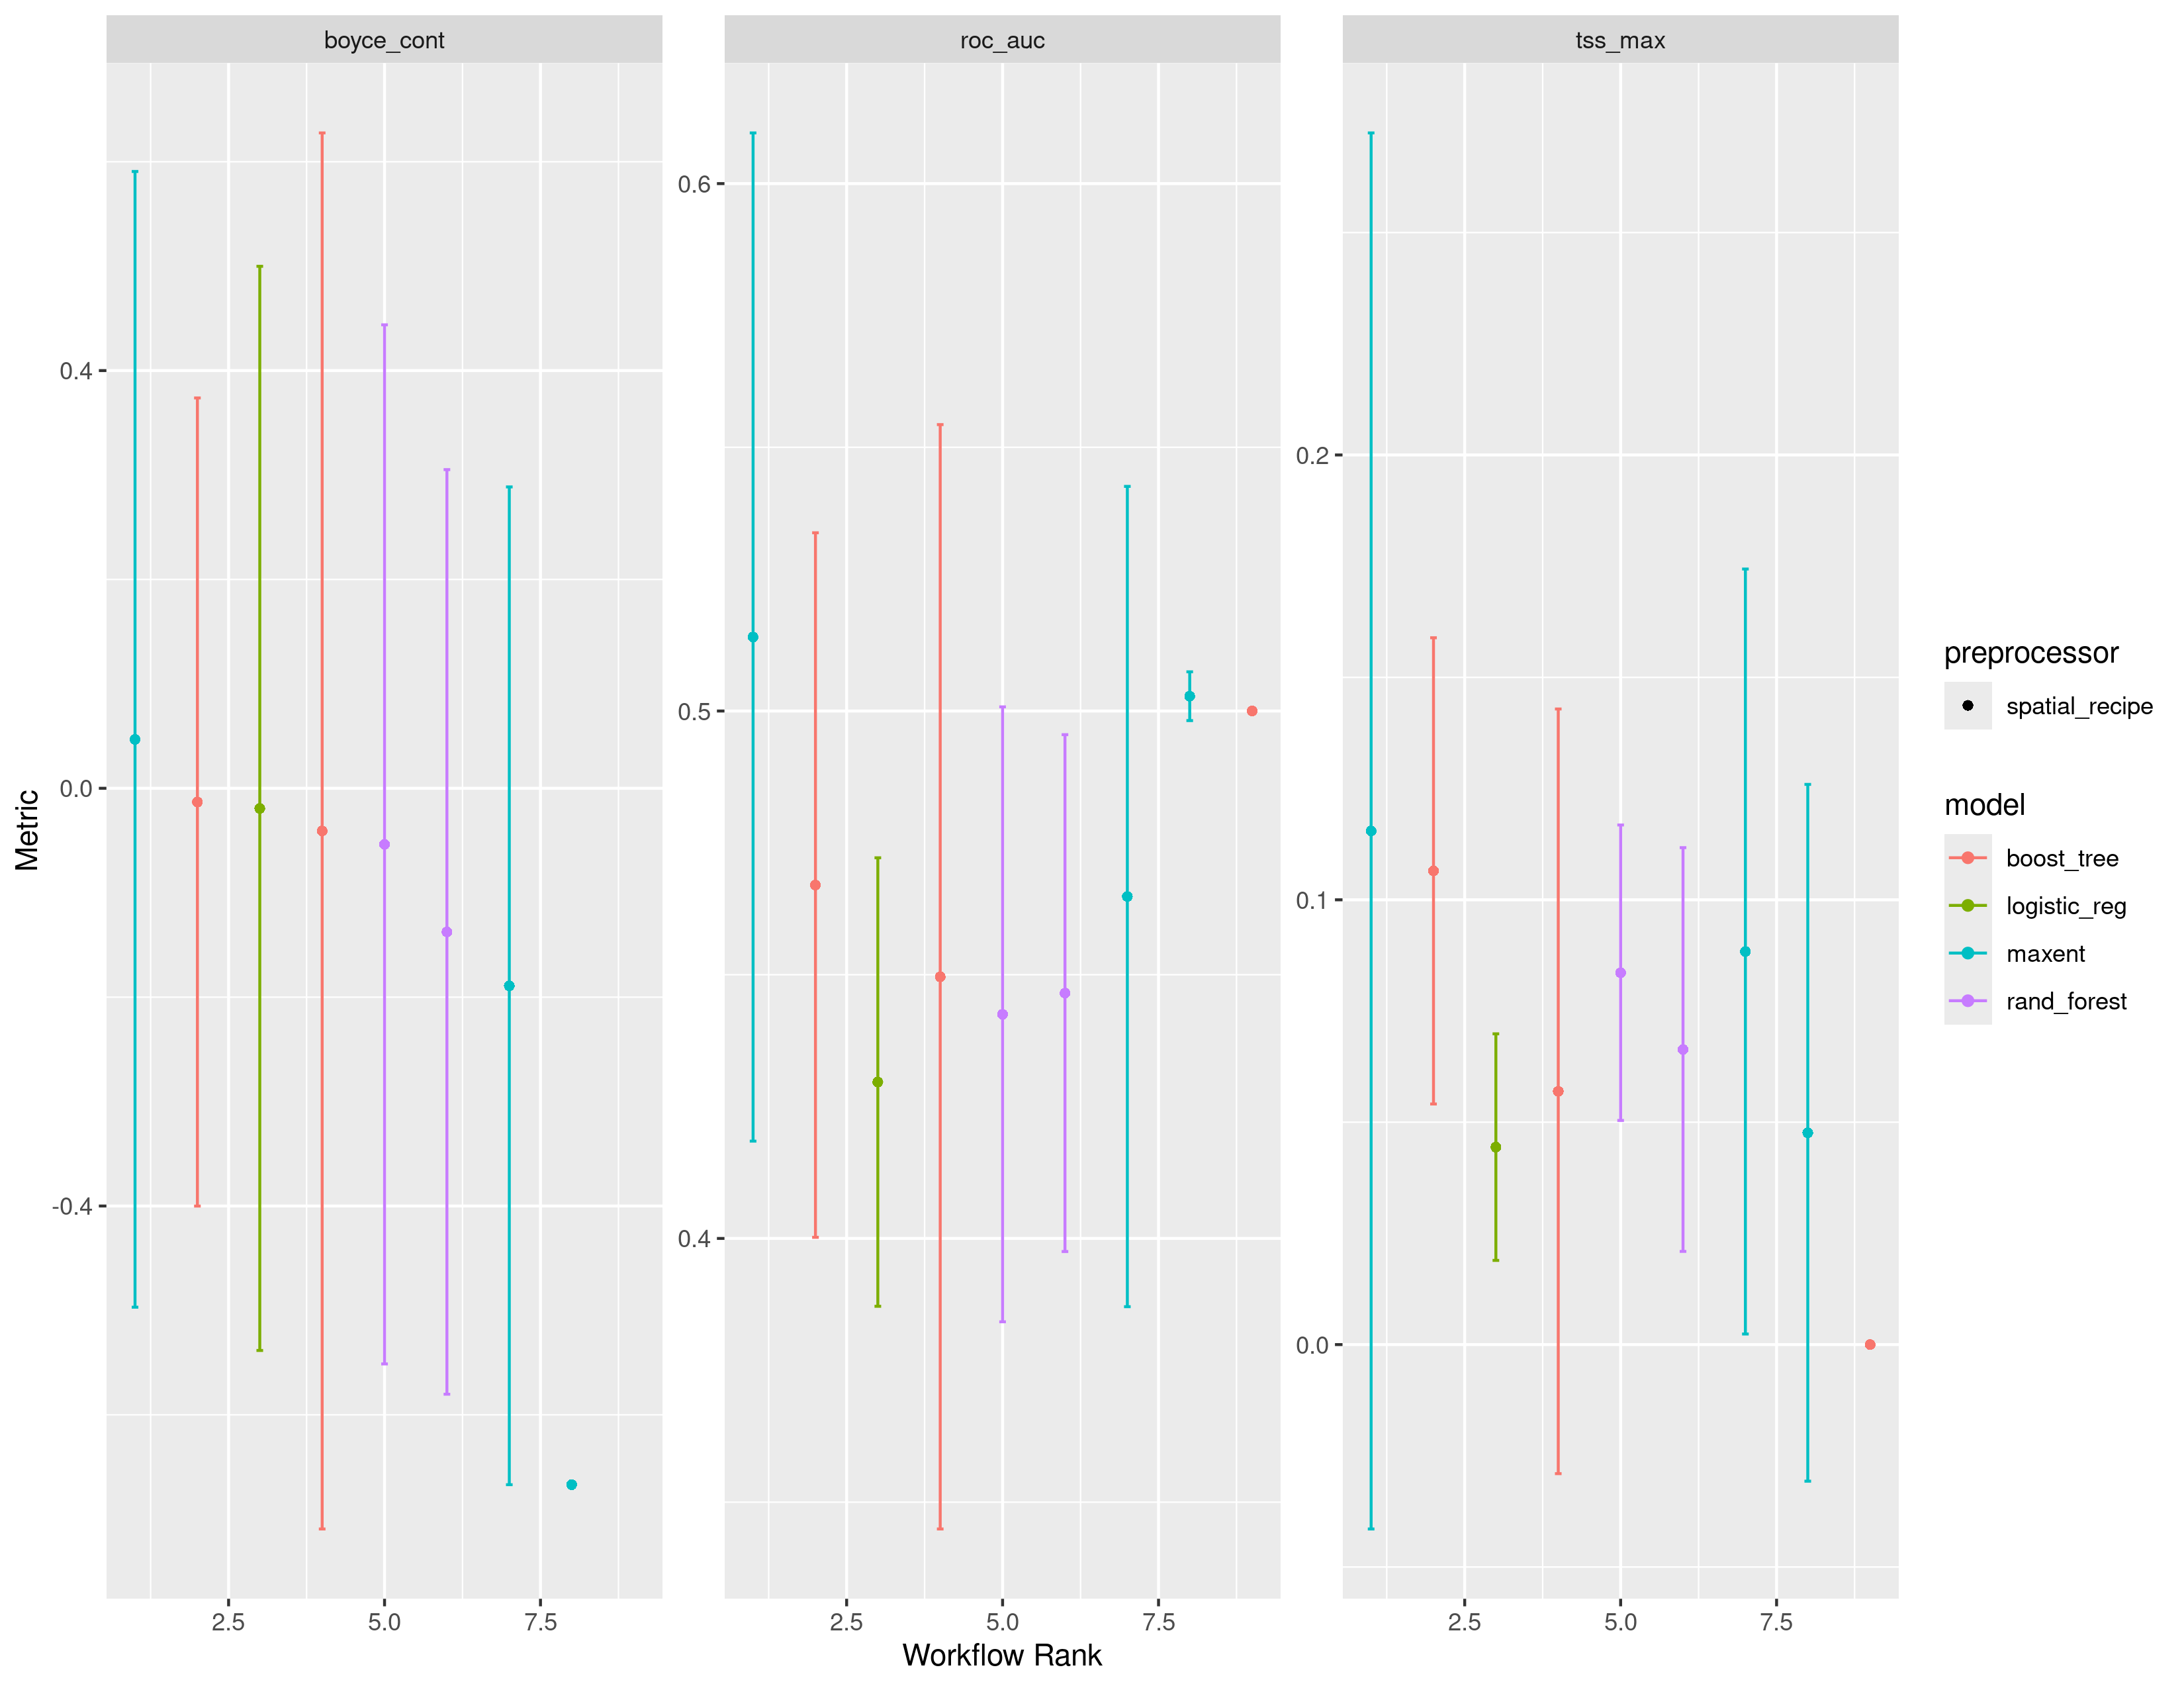 boyce_cont
roc_auc
tss_max
Metric
0.4
0.0
-0.4
0.6
0.5
0.4
0.2
0.1
0.0
2.5 5.0 7.5
2.5 5.0 7.5
2.5 5.0 7.5
Workflow Rank
preprocessor
spatial_recipe
model
boost_tree
logistic_reg
maxent
rand_forest